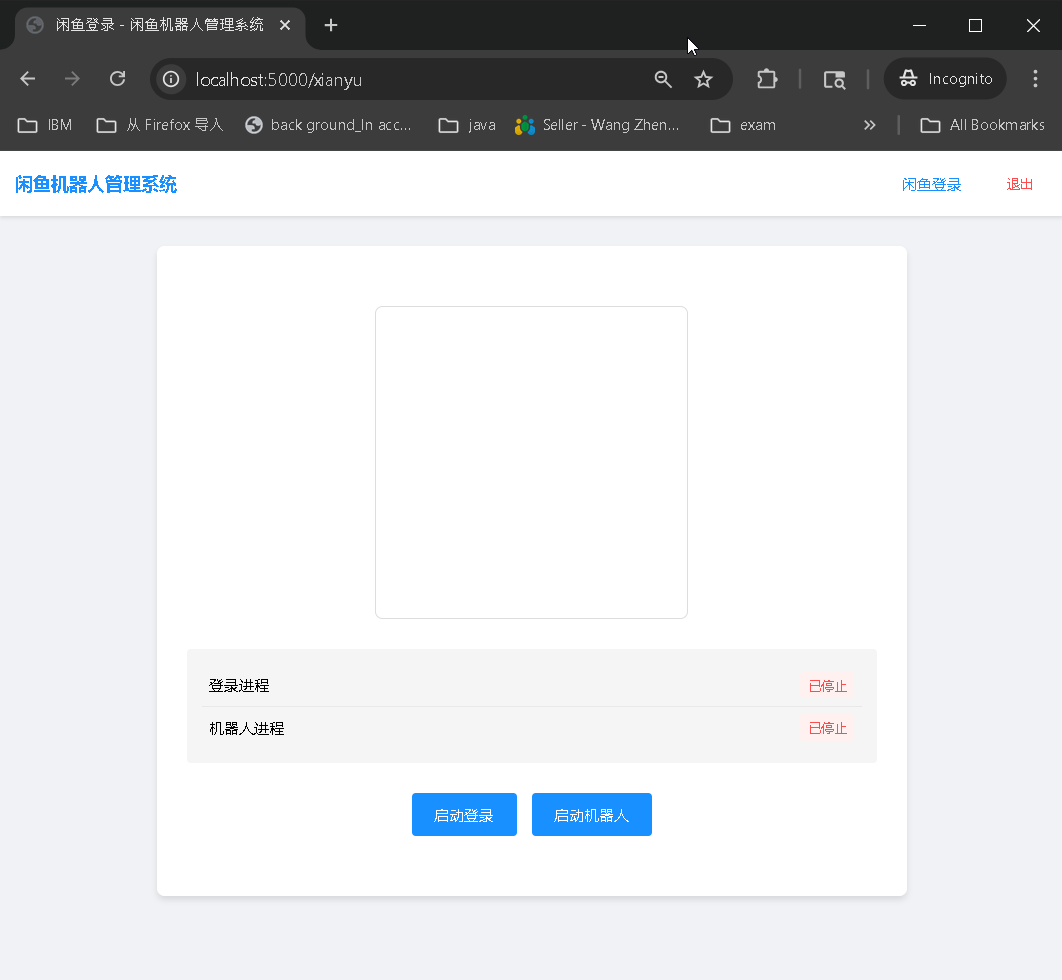 闲鱼登录 - 闲鱼机器人管理系统
localhost:5000/xianyu
Incognito
IBM
从 Firefox 导入
back ground_In acc...
java
Seller - Wang Zhen...
exam
All Bookmarks
闲鱼机器人管理系统
闲鱼登录
退出
登录进程
已停止
机器人进程
已停止
启动登录
启动机器人